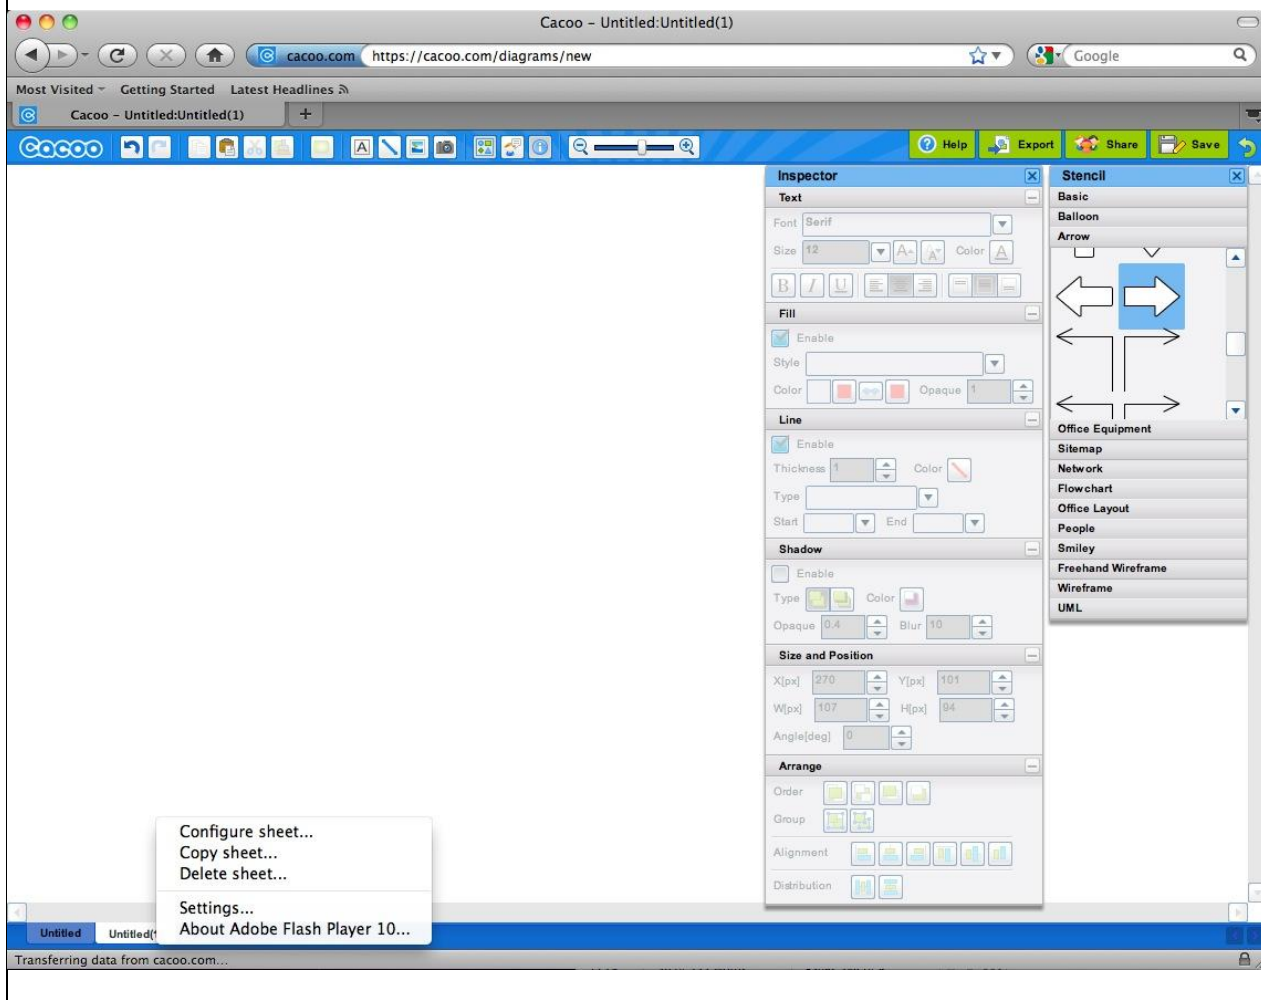 Cacoo – Untitled:Untitled(1)
cacoo.com https://cacoo.com/diagrams/new Google
Most Visited Getting Started Latest Headlines
Cacoo – Untitled:Untitled(1) +
Cacoo A Help Export Share Save
Inspector
Text
Font Serif
Size 12 A A Color A
B I U
Fill
Enable
Style
Color Opaque 1
Line
Enable
Thickness 1 Color
Type
Start End
Shadow
Enable
Type Color
Opaque 0.4 Blur 10
Size and Position
X[px] 270 Y[px] 101
W[px] 107 H[px] 94
Angle[deg] 0
Arrange
Order
Group
Alignment
Distribution
Stencil
Basic
Balloon
Arrow
Office Equipment
Sitemap
Network
Flowchart
Office Layout
People
Smiley
Freehand Wireframe
Wireframe
UML
Configure sheet...
Copy sheet...
Delete sheet...
Settings...
About Adobe Flash Player 10...
Untitled Untitled(
Transferring data from cacoo.com...